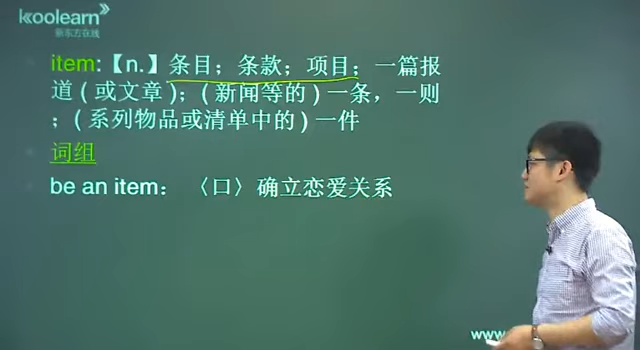 koolearn
新东方在线
item:【n.】条目；条款；项目；一篇报
道 ( 或文章 )；( 新闻等的 ) 一条，一则
；( 系列物品或清单中的 ) 一件
词组
be an item： 〈口〉确立恋爱关系
www